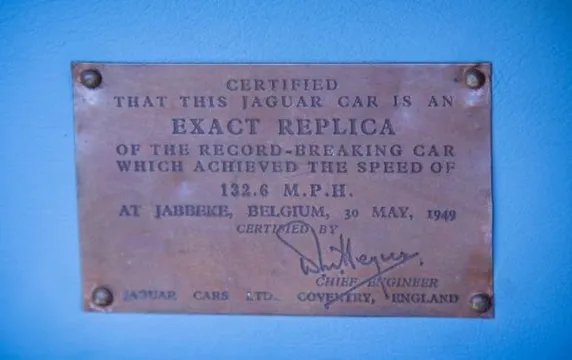 CERTIFIED
THAT THIS JAGUAR CAR IS AN
EXACT REPLICA
OF THE RECORD-BREAKING CAR
WHICH ACHIEVED THE SPEED OF
132.6 M.P.H.
AT JABBEKE, BELGIUM, 30 MAY, 1949
CERTIFIED BY
CHIEF ENGINEER
JAGUAR CARS LTD. COVENTRY, ENGLAND